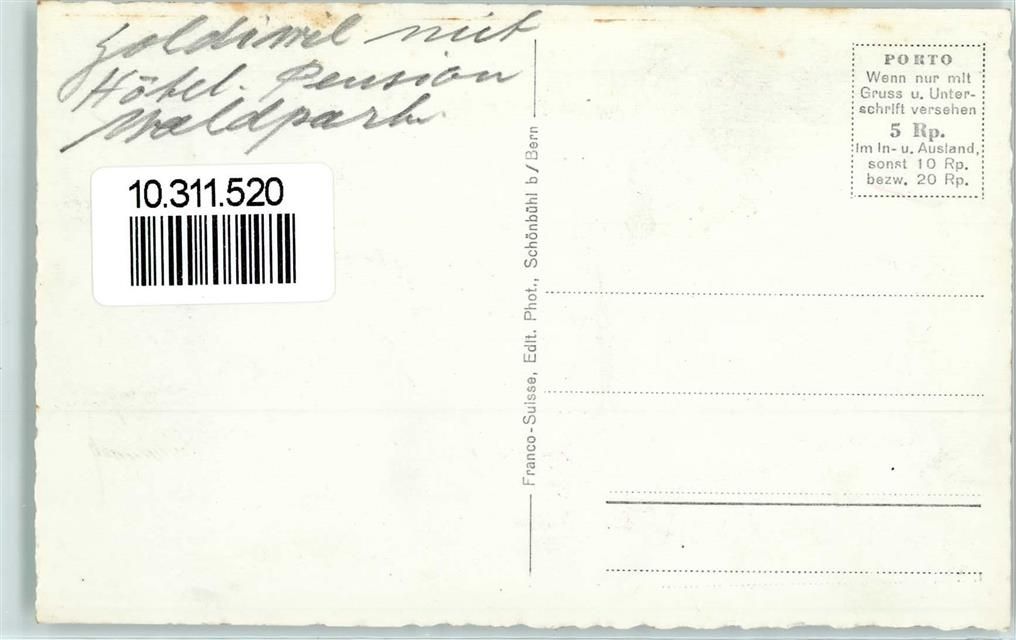 Goldiwil mit
Hôtel. Pension
Waldpark
10.311.520
Franco-Suisse, Edit. Phot., Schönbühl b/Bern
PORTO
Wenn nur mit
Gruss u. Unter-
schrift versehen
5 Rp.
im In- u. Ausland,
sonst 10 Rp.
bezw. 20 Rp.